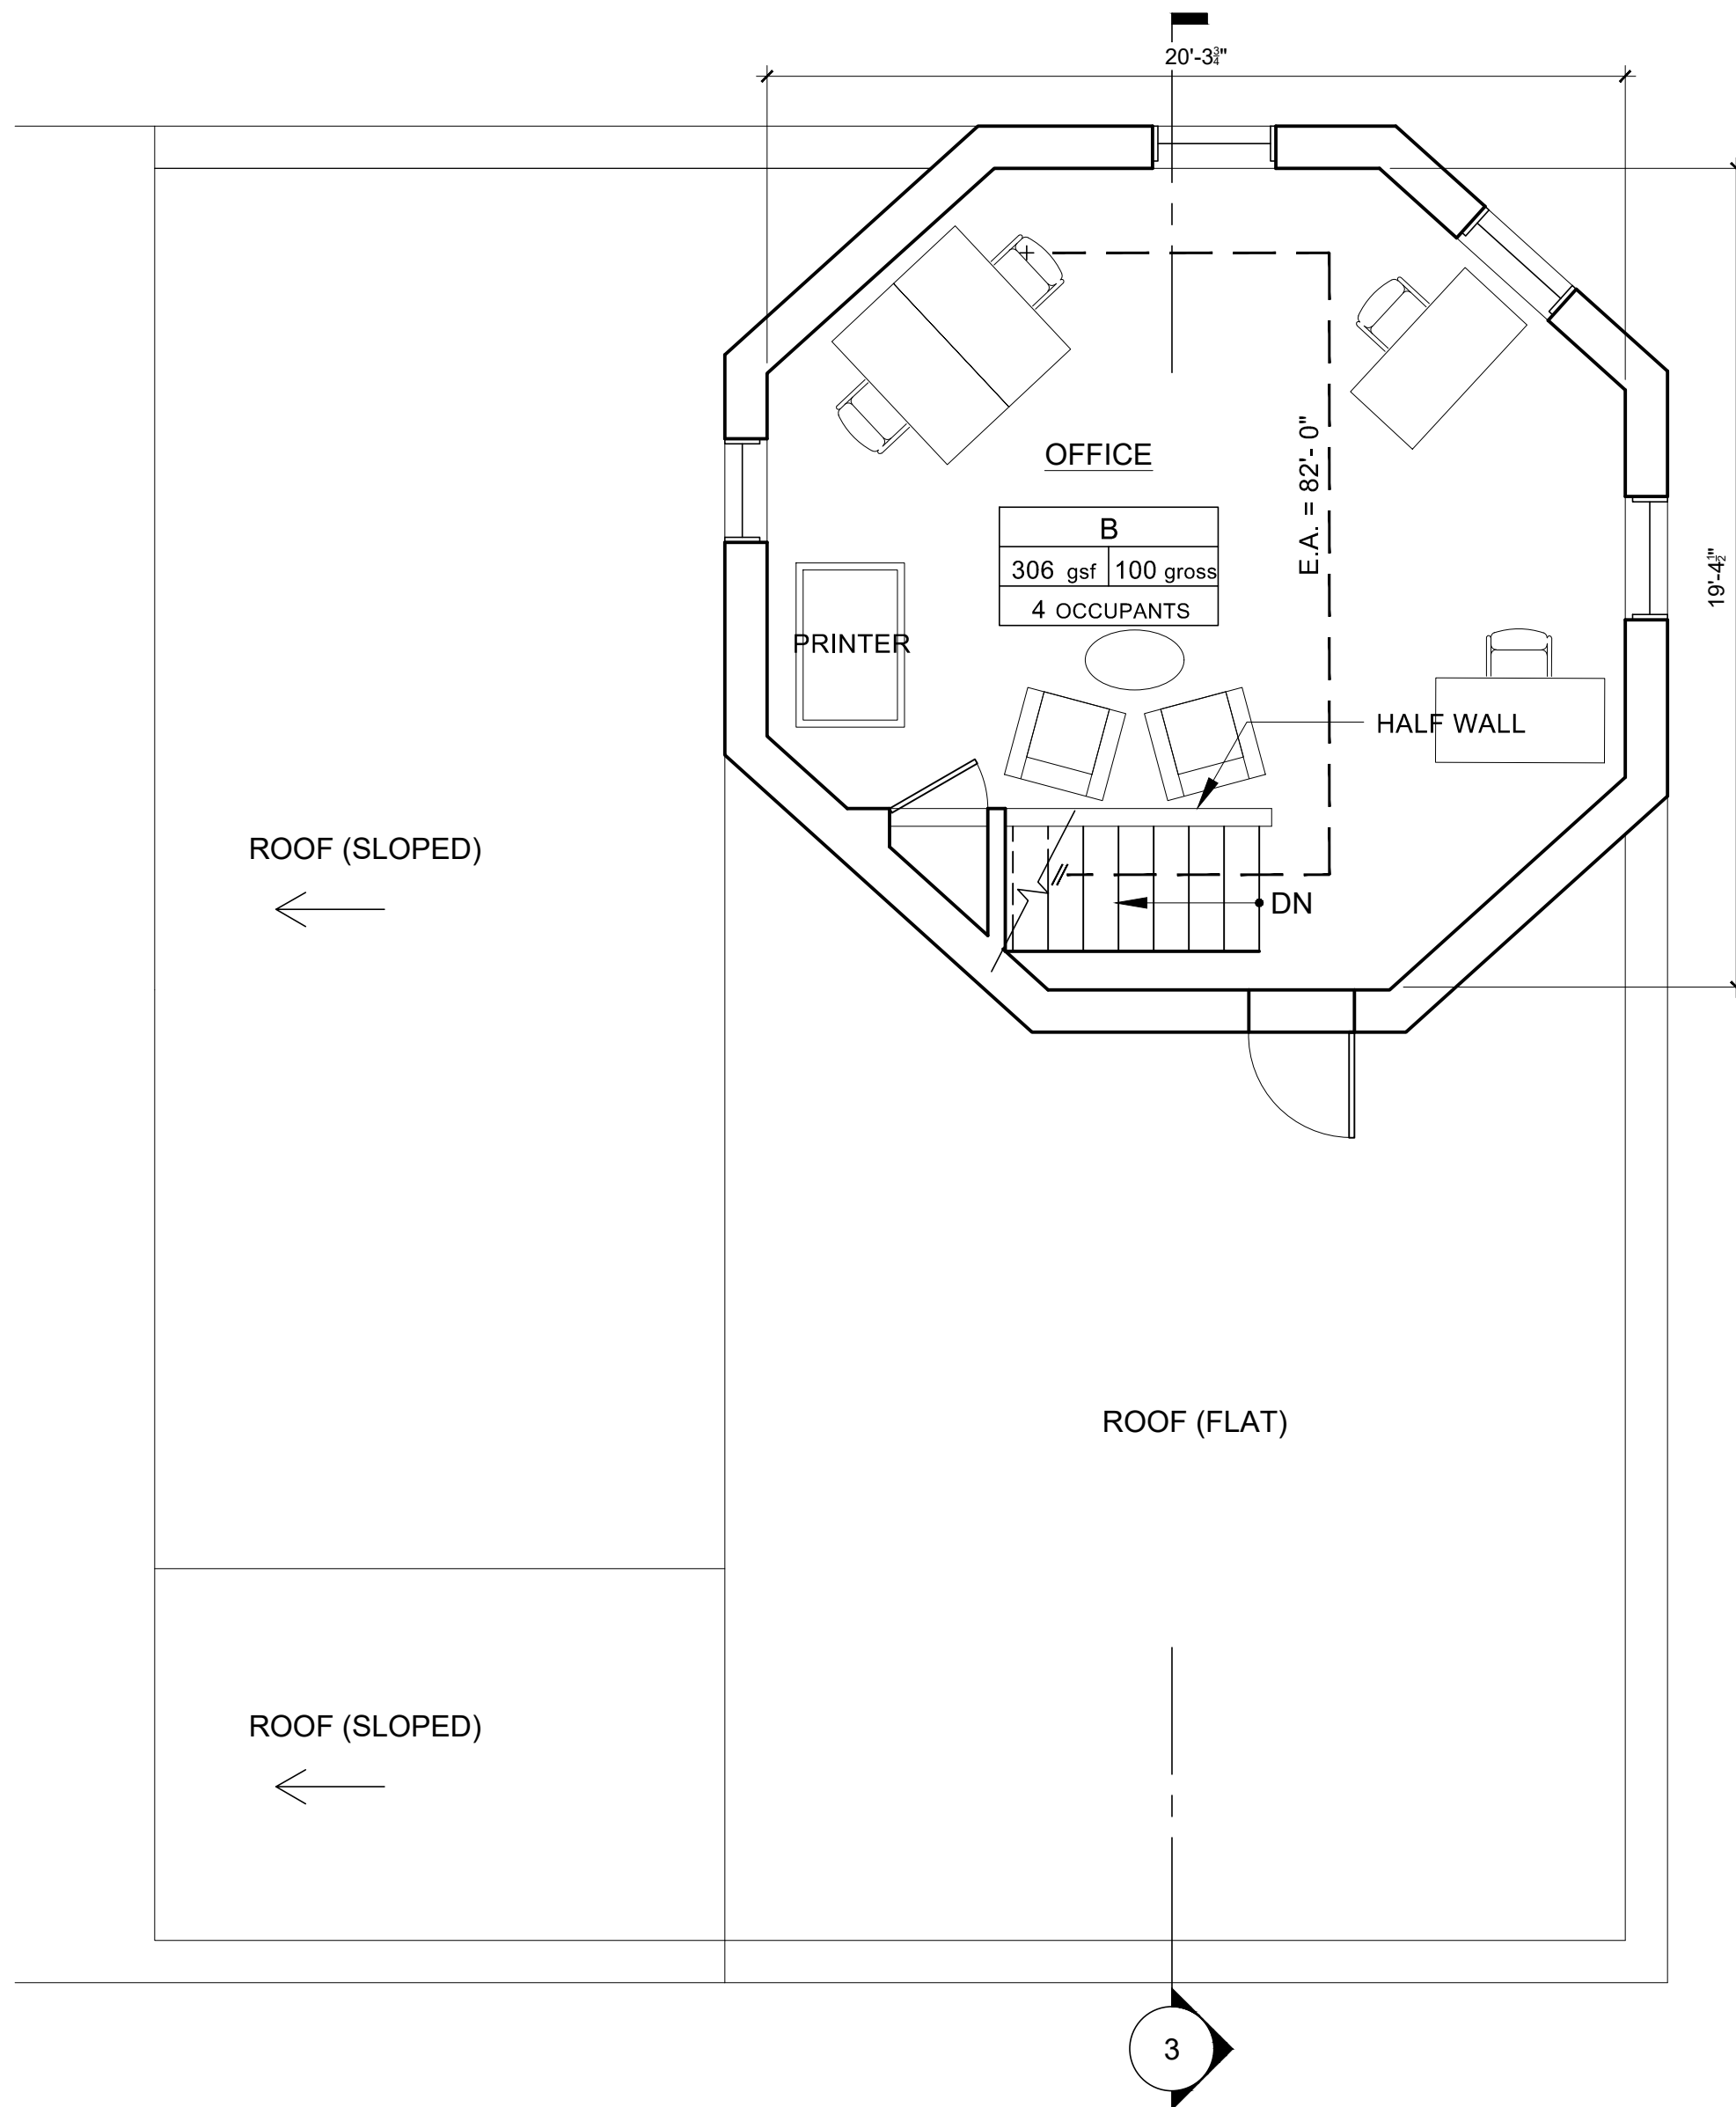 20'-3¾"
OFFICE
E.A. = 82'- 0"
B
306 gsf 100 gross
4 OCCUPANTS
19'-4½"
PRINTER
HALF WALL
ROOF (SLOPED)
DN
ROOF (FLAT)
ROOF (SLOPED)
3